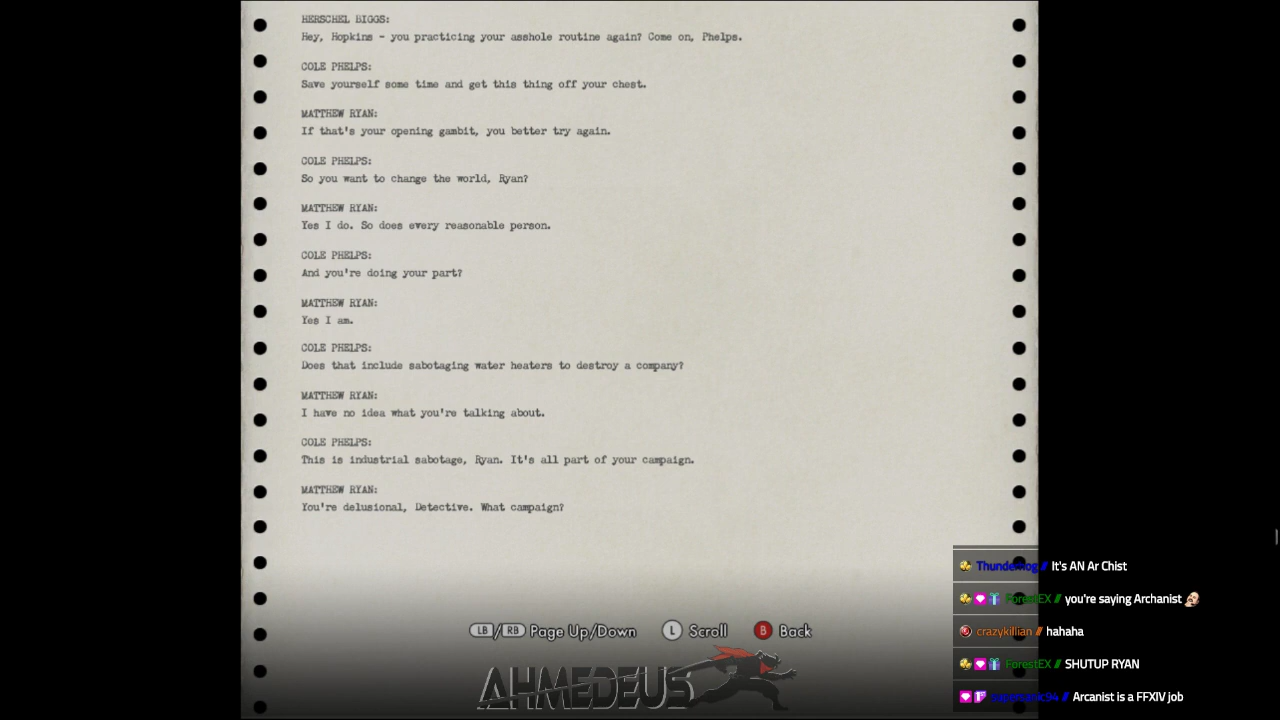 HERSCHEL BIGGS:
Hey, Hopkins - you practicing your asshole routine again? Come on, Phelps.
COLE PHELPS:
Save yourself some time and get this thing off your chest.
MATTHEW RYAN:
If that's your opening gambit, you better try again.
COLE PHELPS:
So you want to change the world, Ryan?
MATTHEW RYAN:
Yes I do. So does every reasonable person.
COLE PHELPS:
And you're doing your part?
MATTHEW RYAN:
Yes I am.
COLE PHELPS:
Does that include sabotaging water heaters to destroy a company?
MATTHEW RYAN:
I have no idea what you're talking about.
COLE PHELPS:
This is industrial sabotage, Ryan. It's all part of your campaign.
MATTHEW RYAN:
You're delusional, Detective. What campaign?
LB/RB Page Up/Down L Scroll B Back
AHMEDEUS
// It's AN Ar Chist
ForestEX // you're saying Archanist
crazykillian // hahaha
ForestEX // SHUTUP RYAN
// Arcanist is a FFXIV job